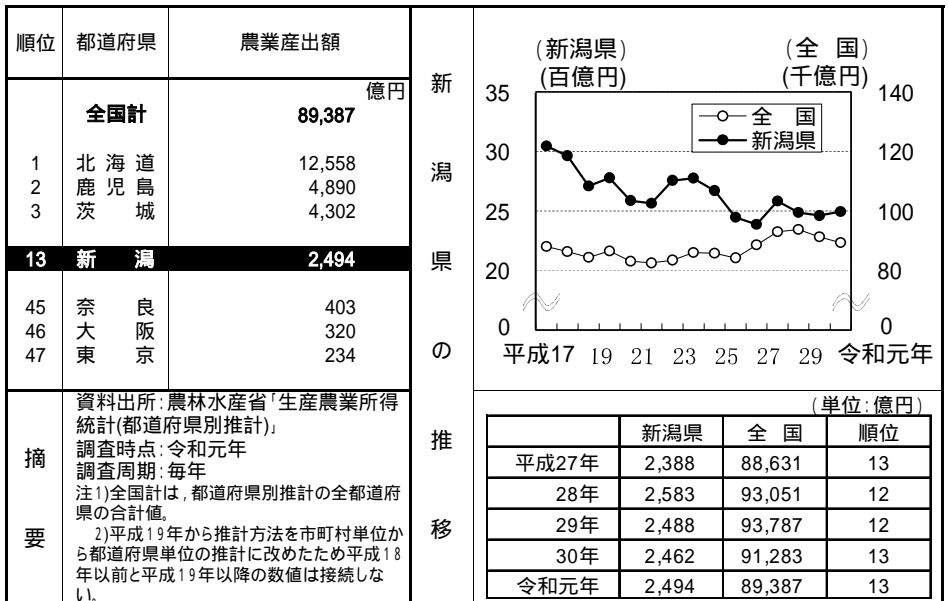 順位 都道府県 農業産出額
億円
全国計 89,387
1 北海道 12,558
2 鹿児島 4,890
3 茨城 4,302
13 新潟 2,494
45 奈良 403
46 大阪 320
47 東京 234
摘要
資料出所:農林水産省「生産農業所得
統計(都道府県別推計)」
調査時点:令和元年
調査周期:毎年
注1)全国計は,都道府県別推計の全都道府
県の合計値。
2)平成19年から推計方法を市町村単位か
ら都道府県単位の推計に改めたため平成18
年以前と平成19年以降の数値は接続しな
い。
新潟県の推移
(新潟県) (全 国)
(百億円) (千億円)
35 140
全 国
新潟県
30 120
25 100
20 80
0 0
平成17 19 21 23 25 27 29 令和元年
(単位:億円)
新潟県 全 国 順位
平成27年 2,388 88,631 13
28年 2,583 93,051 12
29年 2,488 93,787 12
30年 2,462 91,283 13
令和元年 2,494 89,387 13